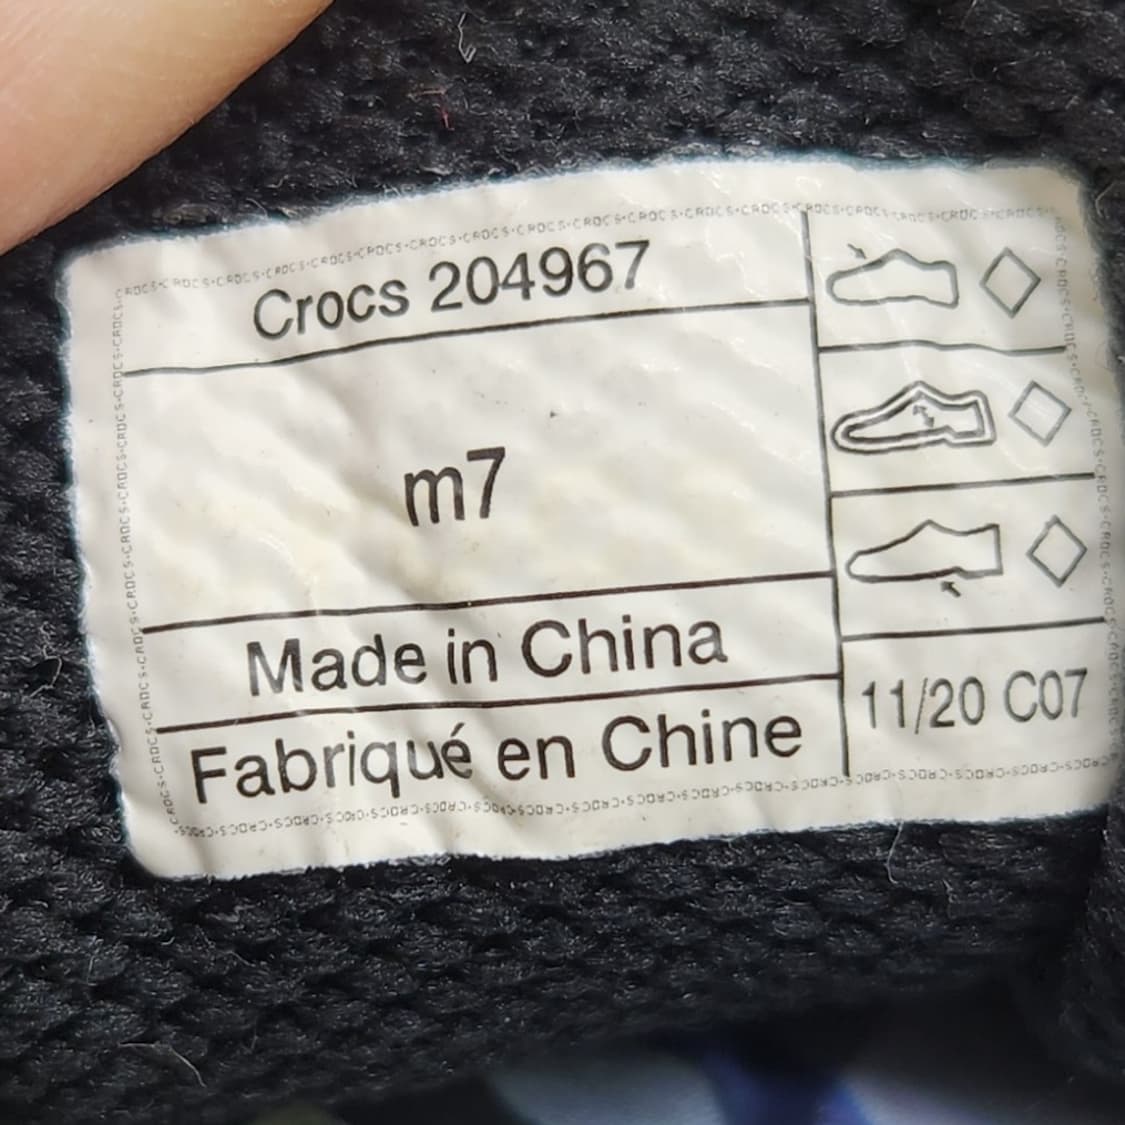 Crocs 204967
m7
Made in China
Fabriqué en Chine
11/20 C07